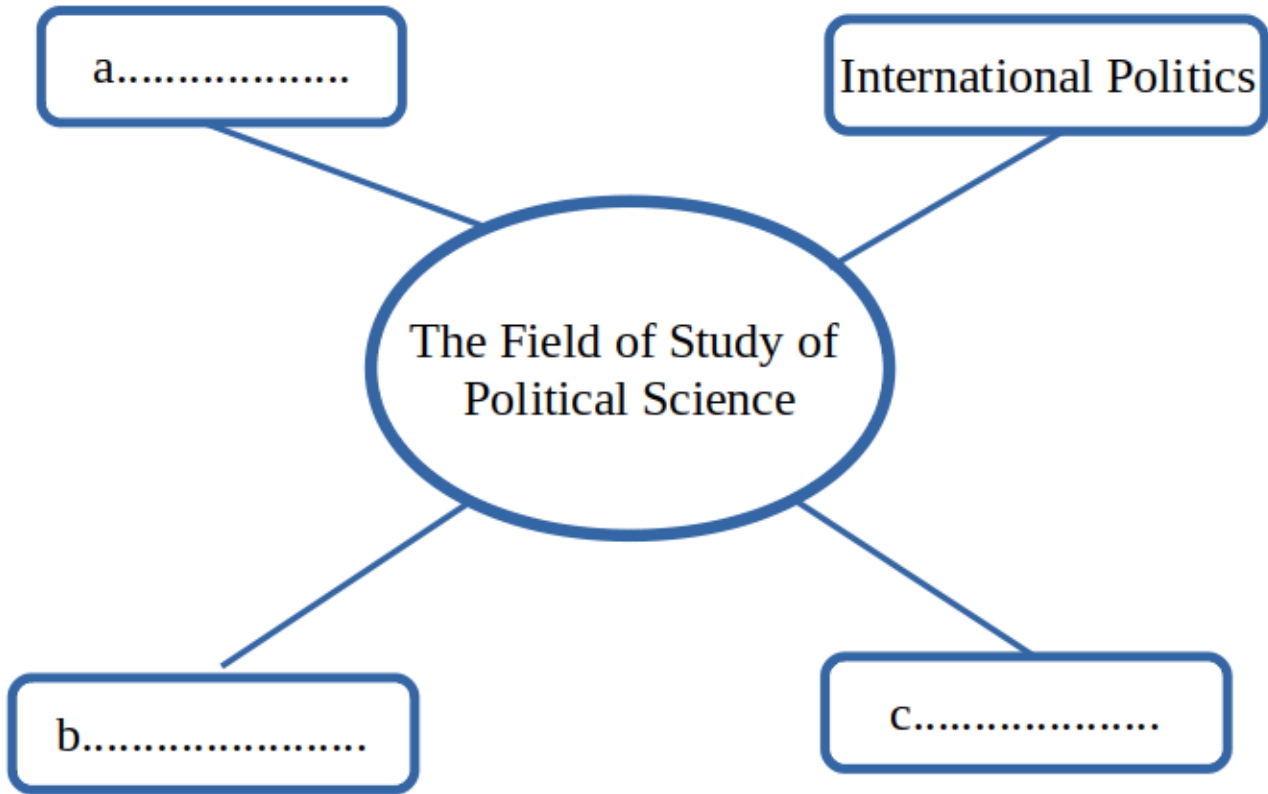 a...................
International Politics
The Field of Study of
Political Science
b.......................
c....................